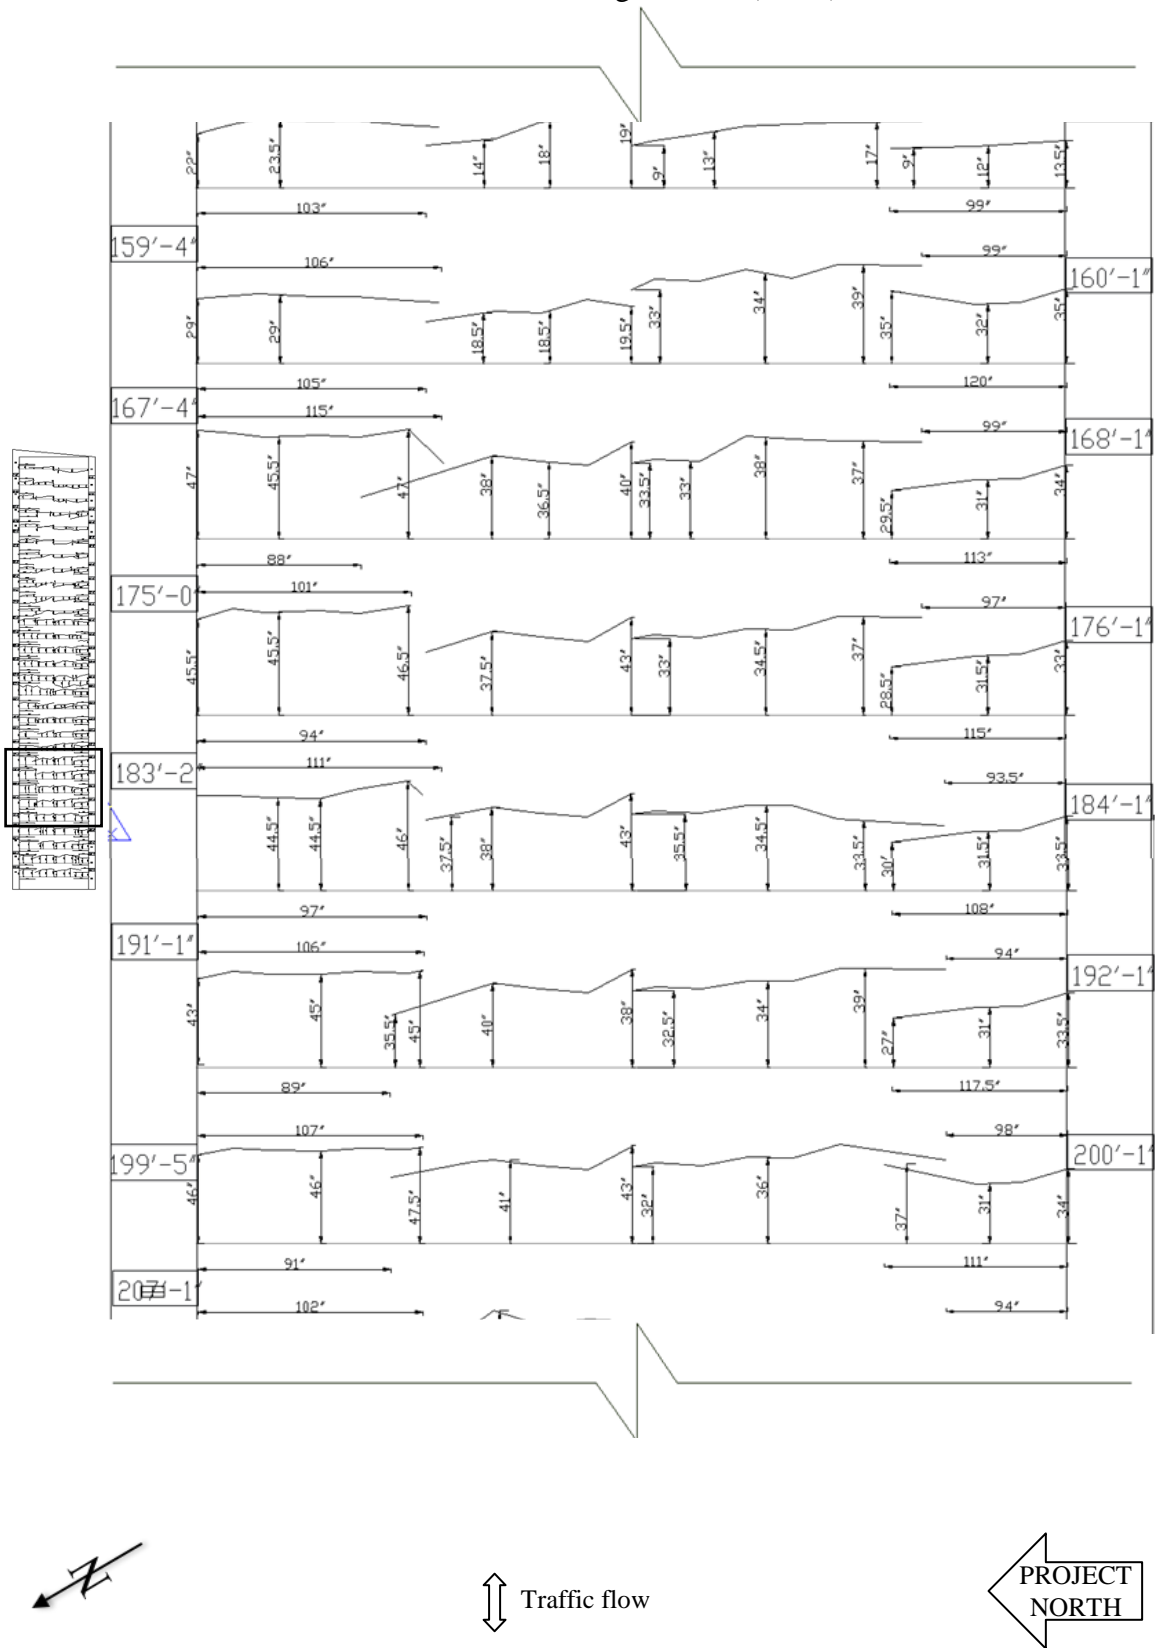 22" 23.5" 14" 18" 19" 9" 13" 17" 9" 12" 13.5"
103" 99"
159'-4"
106" 99"
160'-1"
29" 29" 18.5" 18.5" 19.5" 33" 34" 39" 35" 32" 35"
105" 120"
167'-4"
115" 99"
168'-1"
47" 45.5" 47" 38" 36.5" 40" 33.5" 33" 38" 37" 29.5" 31" 34"
88" 113"
175'-0
101" 97"
176'-1"
45.5" 45.5" 46.5" 37.5" 43" 33" 34.5" 37" 28.5" 31.5" 33"
94" 115"
183'-2
111" 93.5"
184'-1"
44.5" 44.5" 46" 37.5" 38" 43" 35.5" 34.5" 33.5" 30' 31.5" 33.5"
97" 108"
191'-1"
106" 94"
192'-1"
43" 45" 35.5" 45" 40" 38" 32.5" 34" 39" 27" 31" 33.5"
89" 117.5"
107" 98"
199'-5"
200'-1"
46" 46" 47.5" 41" 43" 32" 36" 37" 31" 34"
91" 111"
207'-1"
102" 94"
N
Traffic flow
PROJECT
NORTH